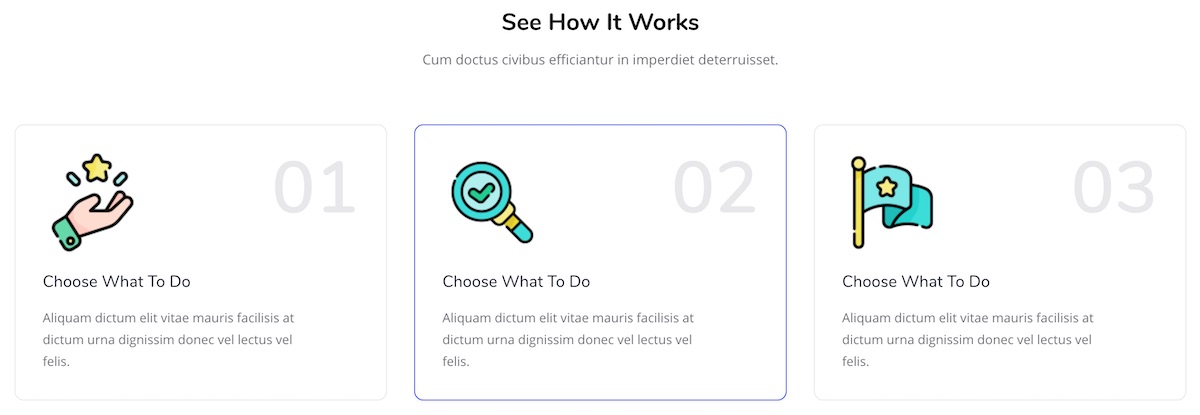 See How It Works
Cum doctus civibus efficiantur in imperdiet deterruisset.
01
Choose What To Do
Aliquam dictum elit vitae mauris facilisis at
dictum urna dignissim donec vel lectus vel
felis.
02
Choose What To Do
Aliquam dictum elit vitae mauris facilisis at
dictum urna dignissim donec vel lectus vel
felis.
03
Choose What To Do
Aliquam dictum elit vitae mauris facilisis at
dictum urna dignissim donec vel lectus vel
felis.